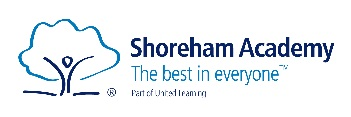 Shoreham Academy
The best in everyone™
Part of United Learning
®